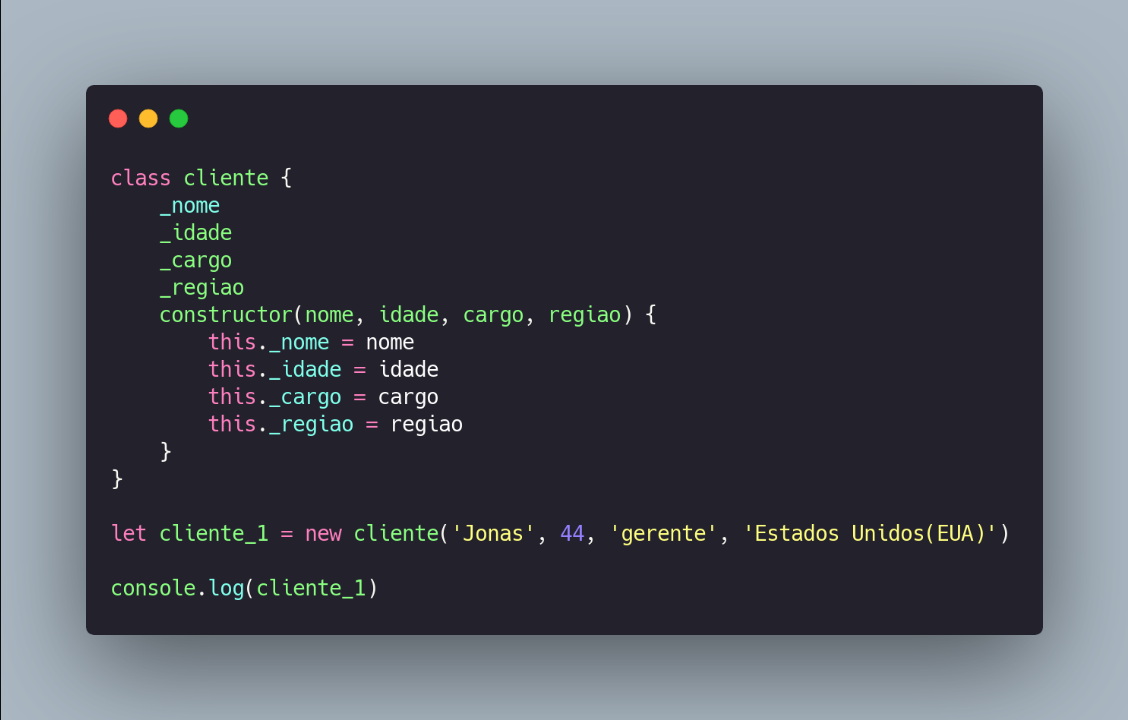 class cliente {
    _nome
    _idade
    _cargo
    _regiao
    constructor(nome, idade, cargo, regiao) {
        this._nome = nome
        this._idade = idade
        this._cargo = cargo
        this._regiao = regiao
    }
}
let cliente_1 = new cliente('Jonas', 44, 'gerente', 'Estados Unidos(EUA)')
console.log(cliente_1)